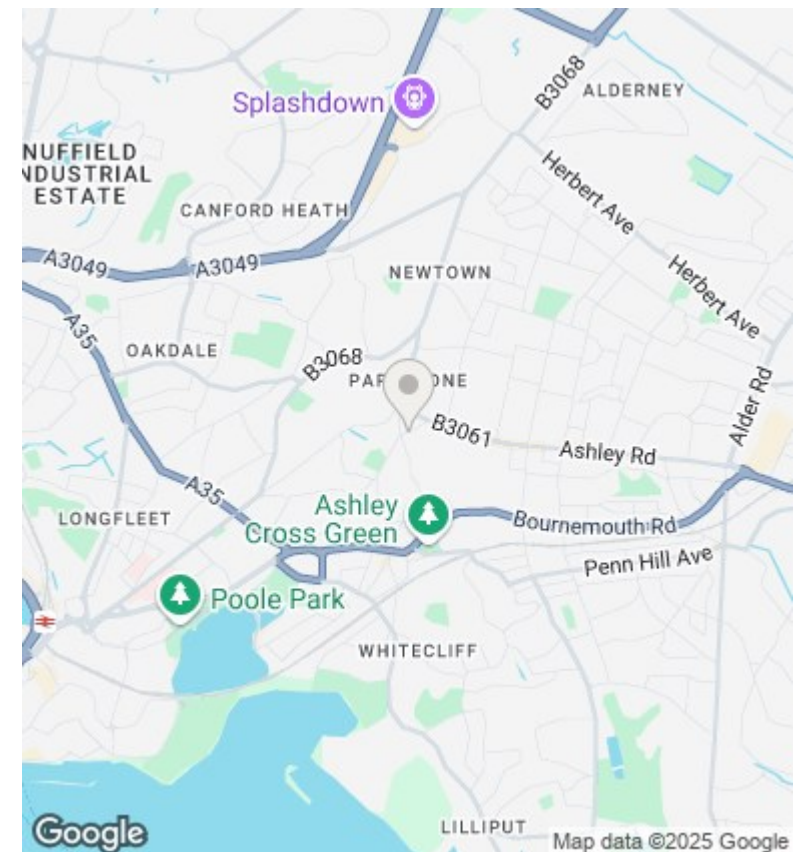 B3068
ALDERNEY
Splashdown
NUFFIELD
NDUSTRIAL
ESTATE
Herbert Ave
CANFORD HEATH
A3049
A3049
NEWTOWN
Herbert Ave
A35
OAKDALE
B3068
Alder Rd
B3061
Ashley Rd
A35
Ashley
Cross Green
LONGFLEET
Bournemouth Rd
Penn Hill Ave
Poole Park
WHITECLIFF
LILLIPUT
Google
Map data ©2025 Google